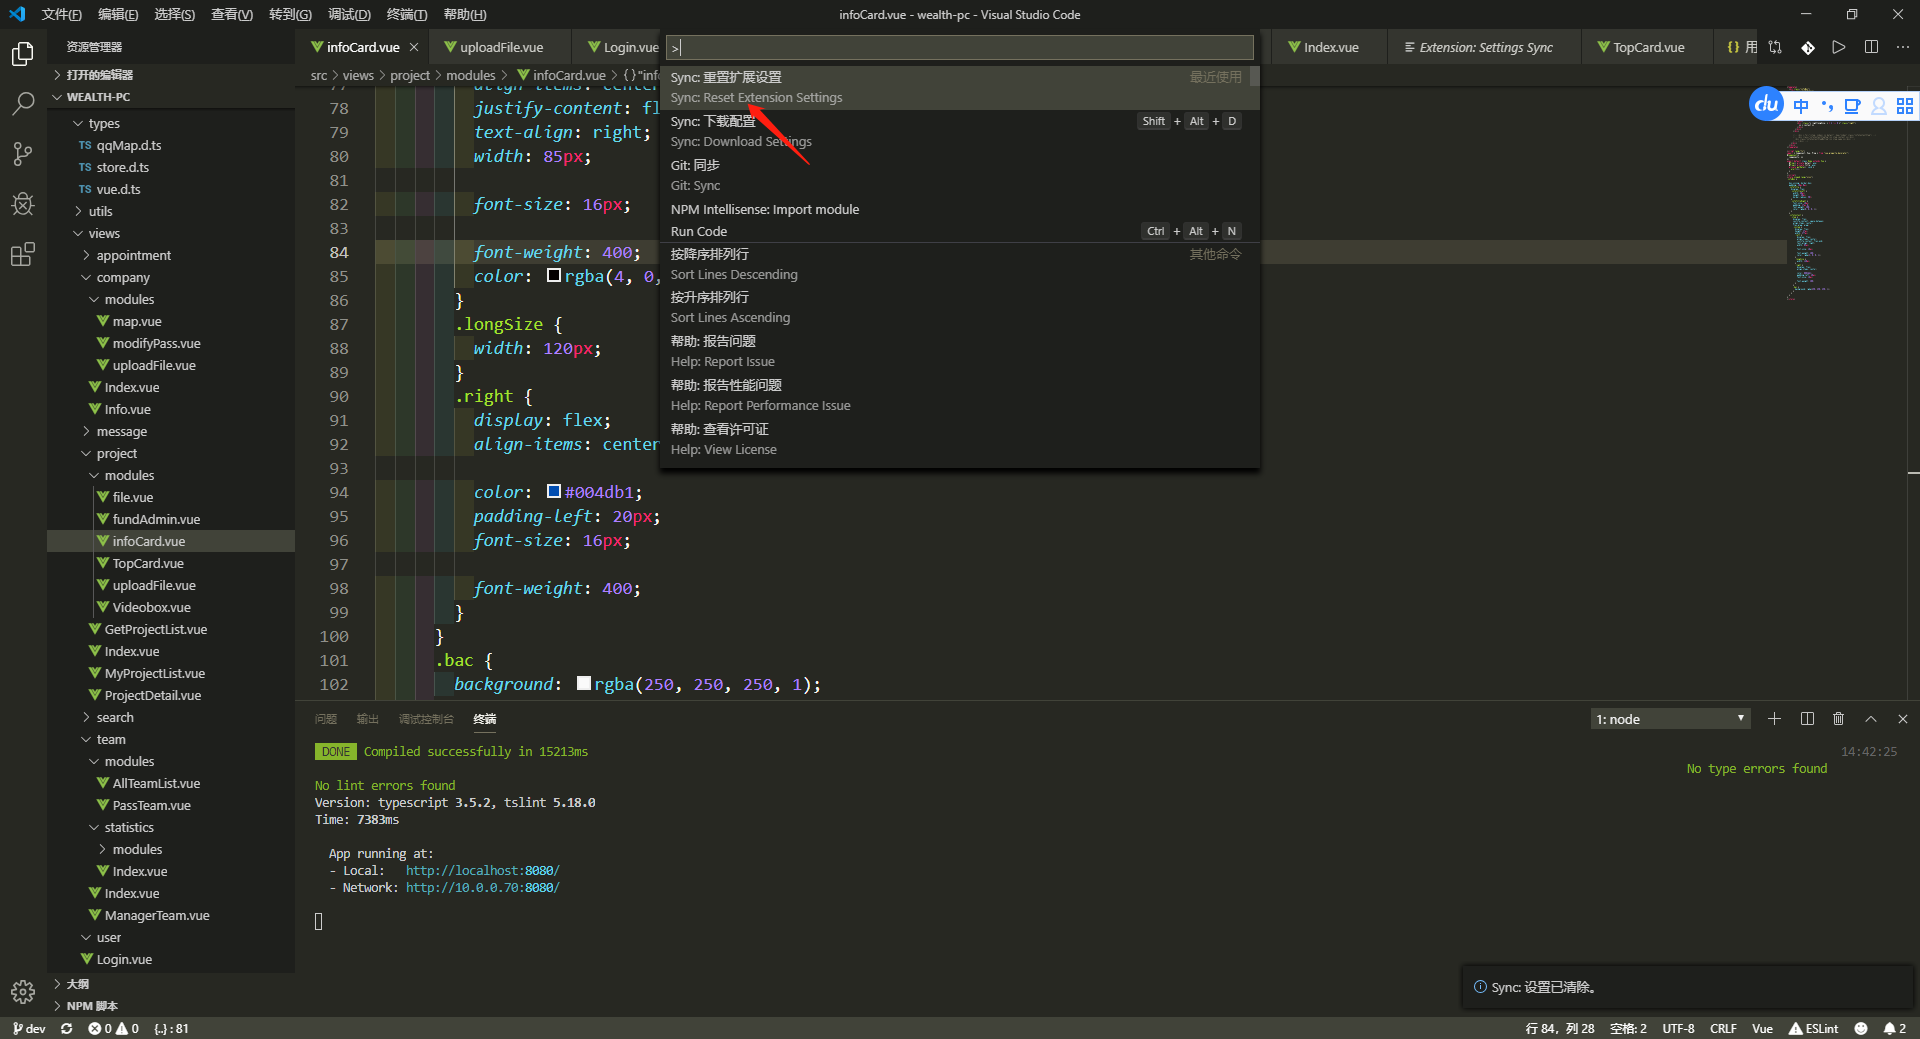 文件(F) 编辑(E) 选择(S) 查看(V) 转到(G) 调试(D) 终端(T) 帮助(H)
infoCard.vue - wealth-pc - Visual Studio Code
资源管理器
打开的编辑器
WEALTH-PC
types
TS qqMap.d.ts
TS store.d.ts
TS vue.d.ts
utils
views
appointment
company
modules
map.vue
modifyPass.vue
uploadFile.vue
Index.vue
Info.vue
message
project
modules
file.vue
fundAdmin.vue
infoCard.vue
TopCard.vue
uploadFile.vue
Videobox.vue
GetProjectList.vue
Index.vue
MyProjectList.vue
ProjectDetail.vue
search
team
modules
AllTeamList.vue
PassTeam.vue
statistics
modules
Index.vue
Index.vue
ManagerTeam.vue
user
Login.vue
大纲
NPM 脚本
infoCard.vue uploadFile.vue Login.vue Index.vue Extension: Settings Sync TopCard.vue {} 用
src > views > project > modules > infoCard.vue > {} "info
>
Sync: 重置扩展设置 最近使用
Sync: Reset Extension Settings
Sync: 下载配置 Shift + Alt + D
Sync: Download Settings
Git: 同步
Git: Sync
NPM Intellisense: Import module
Run Code Ctrl + Alt + N
按降序排列行 其他命令
Sort Lines Descending
按升序排列行
Sort Lines Ascending
帮助: 报告问题
Help: Report Issue
帮助: 报告性能问题
Help: Report Performance Issue
帮助: 查看许可证
Help: View License
du 中
77 align-items: center
78 justify-content: fl
79 text-align: right;
80 width: 85px;
81
82 font-size: 16px;
83
84 font-weight: 400;
85 color: rgba(4, 0,
86 }
87 .longSize {
88 width: 120px;
89 }
90 .right {
91 display: flex;
92 align-items: center
93
94 color: #004db1;
95 padding-left: 20px;
96 font-size: 16px;
97
98 font-weight: 400;
99 }
100 }
101 .bac {
102 background: rgba(250, 250, 250, 1);
问题 输出 调试控制台 终端
1: node
DONE Compiled successfully in 15213ms 14:42:25
No type errors found
No lint errors found
Version: typescript 3.5.2, tslint 5.18.0
Time: 7383ms
App running at:
- Local: http://localhost:8080/
- Network: http://10.0.0.70:8080/
Sync: 设置已清除。
dev 0 0 {..} : 81
行 84，列 28 空格: 2 UTF-8 CRLF Vue ESLint 2